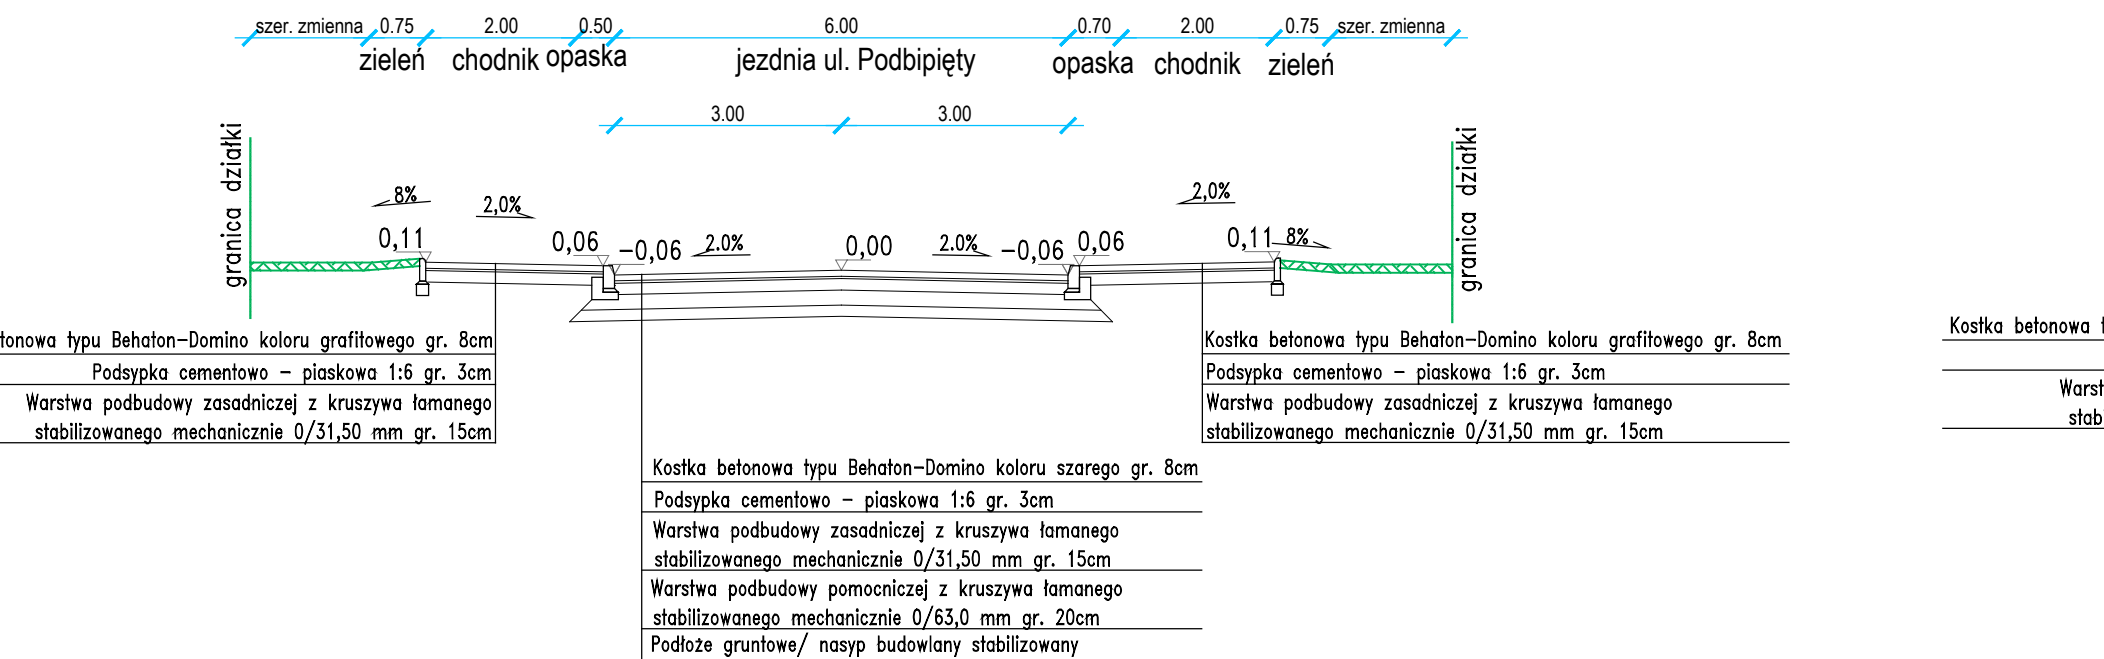 szer. zmienna 0.75 2.00 0.50 6.00 0.70 2.00 0.75 szer. zmienna
zieleń chodnik opaska jezdnia ul. Podbipięty opaska chodnik zieleń
3.00 3.00
granica działki
granica działki
8% 2,0% 2,0%
0,11 0,06 -0,06 2.0% 0,00 2.0% -0,06 0,06 0,11 8%
betonowa typu Behaton-Domino koloru grafitowego gr. 8cm
Podsypka cementowo - piaskowa 1:6 gr. 3cm
Warstwa podbudowy zasadniczej z kruszywa łamanego
stabilizowanego mechanicznie 0/31,50 mm gr. 15cm
Kostka betonowa typu Behaton-Domino koloru grafitowego gr. 8cm
Podsypka cementowo - piaskowa 1:6 gr. 3cm
Warstwa podbudowy zasadniczej z kruszywa łamanego
stabilizowanego mechanicznie 0/31,50 mm gr. 15cm
Kostka betonowa typu Behaton-Domino koloru szarego gr. 8cm
Podsypka cementowo - piaskowa 1:6 gr. 3cm
Warstwa podbudowy zasadniczej z kruszywa łamanego
stabilizowanego mechanicznie 0/31,50 mm gr. 15cm
Warstwa podbudowy pomocniczej z kruszywa łamanego
stabilizowanego mechanicznie 0/63,0 mm gr. 20cm
Podłoże gruntowe/ nasyp budowlany stabilizowany
Kostka betonowa